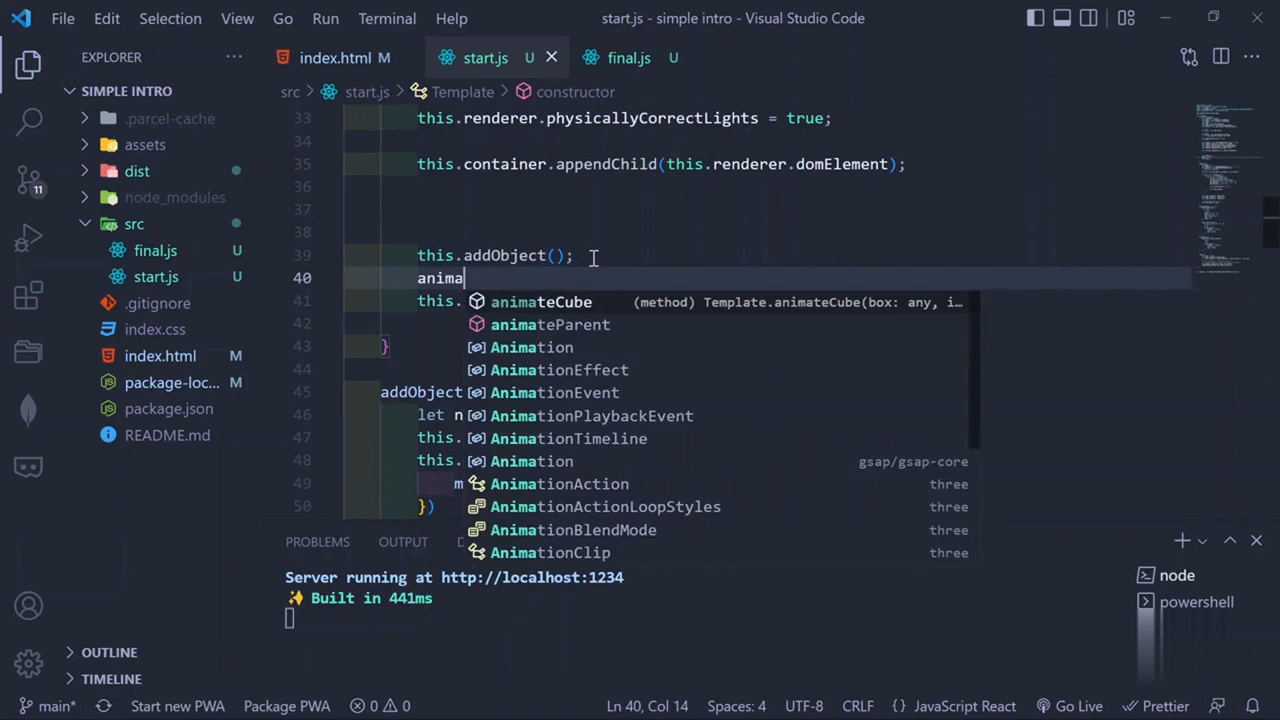 File Edit Selection View Go Run Terminal Help start.js - simple intro - Visual Studio Code
EXPLORER ...
index.html M start.js U final.js U
SIMPLE INTRO
src > start.js > Template > constructor
.parcel-cache
assets
dist
node_modules
src
final.js U
start.js U
.gitignore
index.css
index.html M
package-loc... M
package.json
README.md
OUTLINE
TIMELINE
11
33 this.renderer.physicallyCorrectLights = true;
34
35 this.container.appendChild(this.renderer.domElement);
36
37
38
39 this.addObject();
40 anima
41 this.
42
43 }
44
45 addObject
46 let n
47 this.
48 this.
49 m
50 })
animateCube (method) Template.animateCube(box: any, i...
animateParent
Animation
AnimationEffect
AnimationEvent
AnimationPlaybackEvent
AnimationTimeline
Animation gsap/gsap-core
AnimationAction three
AnimationActionLoopStyles three
AnimationBlendMode three
AnimationClip three
PROBLEMS OUTPUT D
Server running at http://localhost:1234
✨ Built in 441ms
node
powershell
main* Start new PWA Package PWA 0 0 Ln 40, Col 14 Spaces: 4 UTF-8 CRLF {} JavaScript React Go Live Prettier